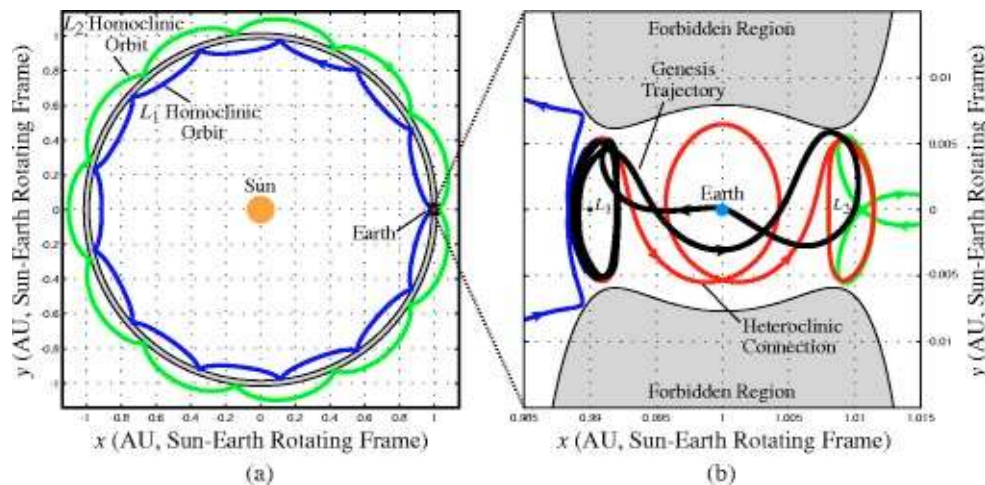 (a)
L2 Homoclinic
Orbit
L1 Homoclinic
Orbit
Sun
Earth
1
0.8
0.6
0.4
0.2
0
-0.2
-0.4
-0.6
-0.8
-1
-1 -0.8 -0.6 -0.4 -0.2 0 0.2 0.4 0.6 0.8 1
y (AU, Sun-Earth Rotating Frame)
x (AU, Sun-Earth Rotating Frame)
(a)
(b)
Forbidden Region
Genesis
Trajectory
L1
Earth
L2
Heteroclinic
Connection
Forbidden Region
0.01
0.005
0
0.005
0.01
0.985 0.99 0.995 1 1.005 1.01 1.015
y (AU, Sun-Earth Rotating Frame)
x (AU, Sun-Earth Rotating Frame)
(b)